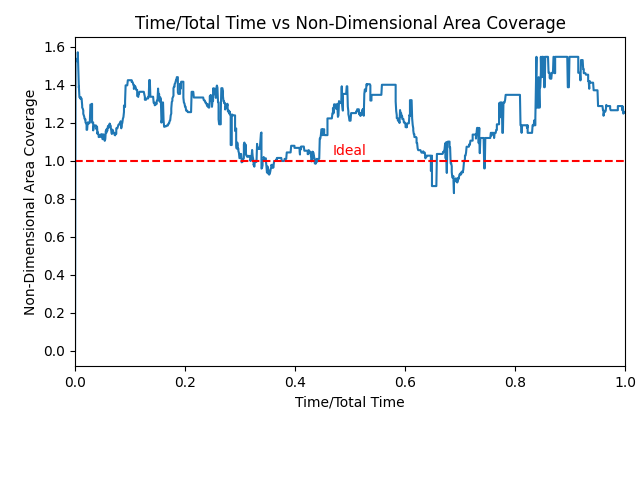 Time/Total Time vs Non-Dimensional Area Coverage
Non-Dimensional Area Coverage
1.6
1.4
1.2
1.0
0.8
0.6
0.4
0.2
0.0
Ideal
0.0 0.2 0.4 0.6 0.8 1.0
Time/Total Time